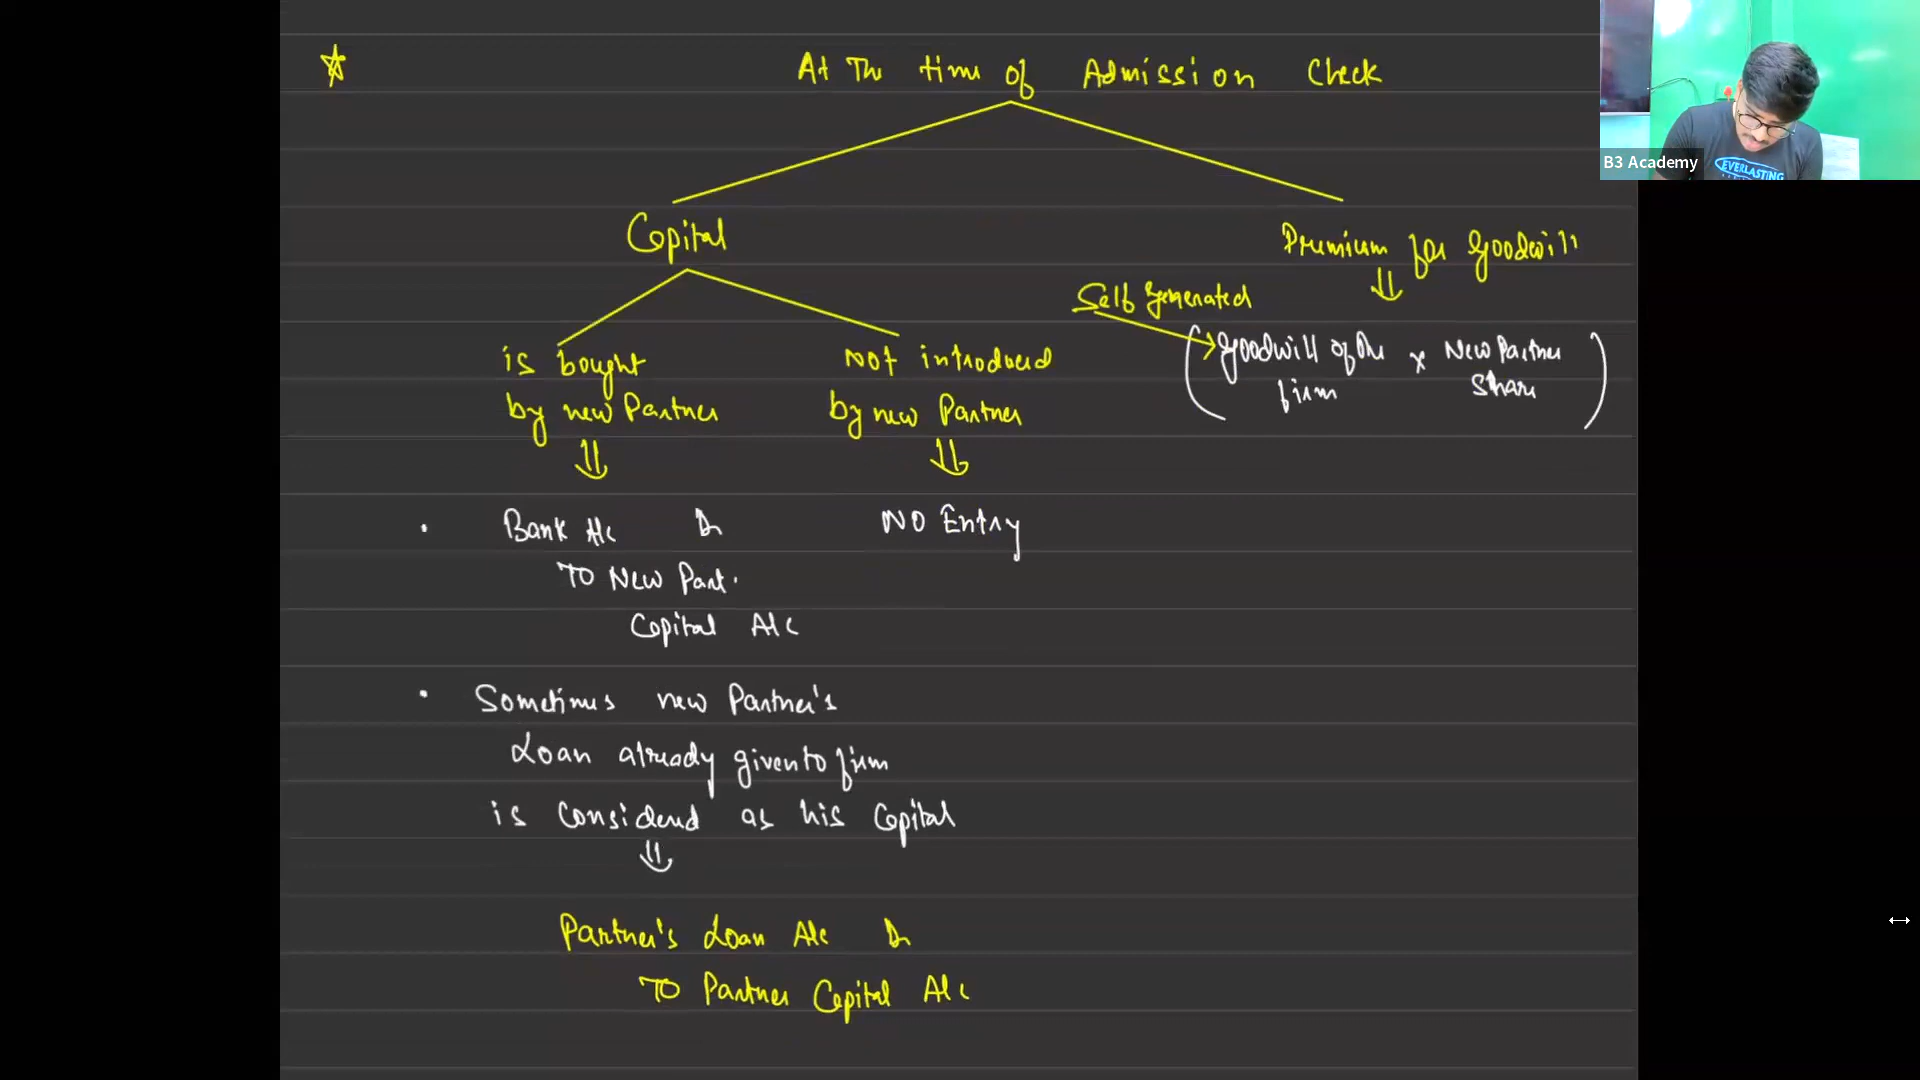 At The time of Admission Check
Capital
Premium for Goodwill
Self Generated
(Goodwill of the firm × New Partner Share)
is bought
by new Partner
Not introduced
by new Partner
Bank A/c Dr
To New Part.
Capital A/c
NO Entry
Sometimes new Partner's
Loan already given to firm
is considered as his Capital
Partner's Loan A/c Dr
To Partner Capital A/c
B3 Academy
EVERLASTING